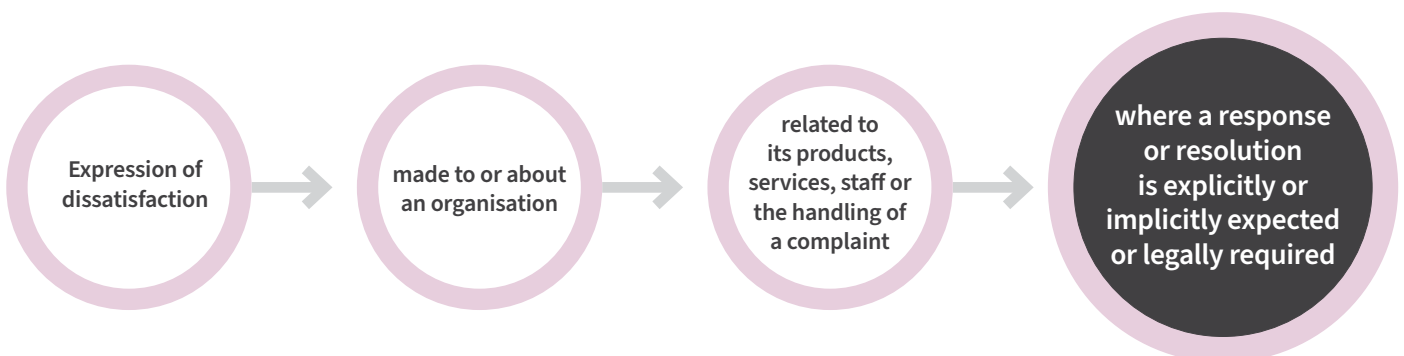 Expression of
dissatisfaction
made to or about
an organisation
related to
its products,
services, staff or
the handling of
a complaint
where a response
or resolution
is explicitly or
implicitly expected
or legally required